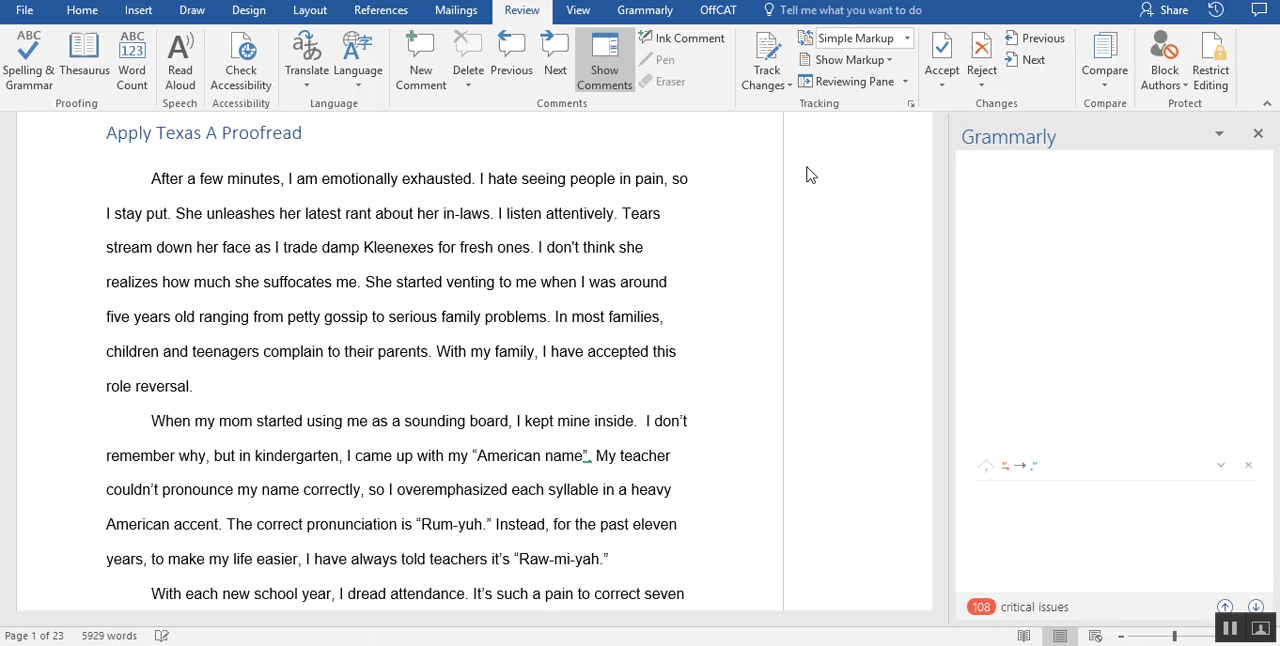 File Home Insert Draw Design Layout References Mailings Review View Grammarly OffCAT Tell me what you want to do Share
ABC
Spelling & Grammar
Thesaurus
ABC 123
Word Count
Read Aloud
Check Accessibility
Translate
Language
New Comment
Delete
Previous
Next
Show Comments
Ink Comment
Pen
Eraser
Track Changes
Simple Markup
Show Markup
Reviewing Pane
Accept
Reject
Previous
Next
Compare
Block Authors
Restrict Editing
Proofing Speech Accessibility Language Comments Tracking Changes Compare Protect
Apply Texas A Proofread
After a few minutes, I am emotionally exhausted. I hate seeing people in pain, so
I stay put. She unleashes her latest rant about her in-laws. I listen attentively. Tears
stream down her face as I trade damp Kleenexes for fresh ones. I don't think she
realizes how much she suffocates me. She started venting to me when I was around
five years old ranging from petty gossip to serious family problems. In most families,
children and teenagers complain to their parents. With my family, I have accepted this
role reversal.
When my mom started using me as a sounding board, I kept mine inside.  I don’t
remember why, but in kindergarten, I came up with my “American name”. My teacher
couldn’t pronounce my name correctly, so I overemphasized each syllable in a heavy
American accent. The correct pronunciation is “Rum-yuh.” Instead, for the past eleven
years, to make my life easier, I have always told teachers it’s “Raw-mi-yah.”
With each new school year, I dread attendance. It’s such a pain to correct seven
Grammarly
”. → .”
108 critical issues
Page 1 of 23 5929 words